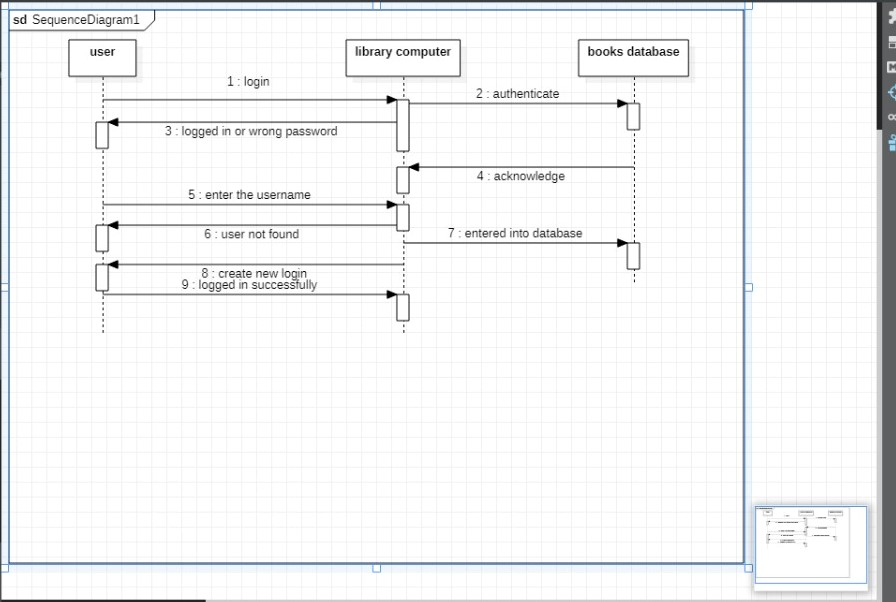 sd SequenceDiagram1
user
library computer
books database
1 : login
2 : authenticate
3 : logged in or wrong password
4 : acknowledge
5 : enter the username
6 : user not found
7 : entered into database
8 : create new login
9 : logged in successfully